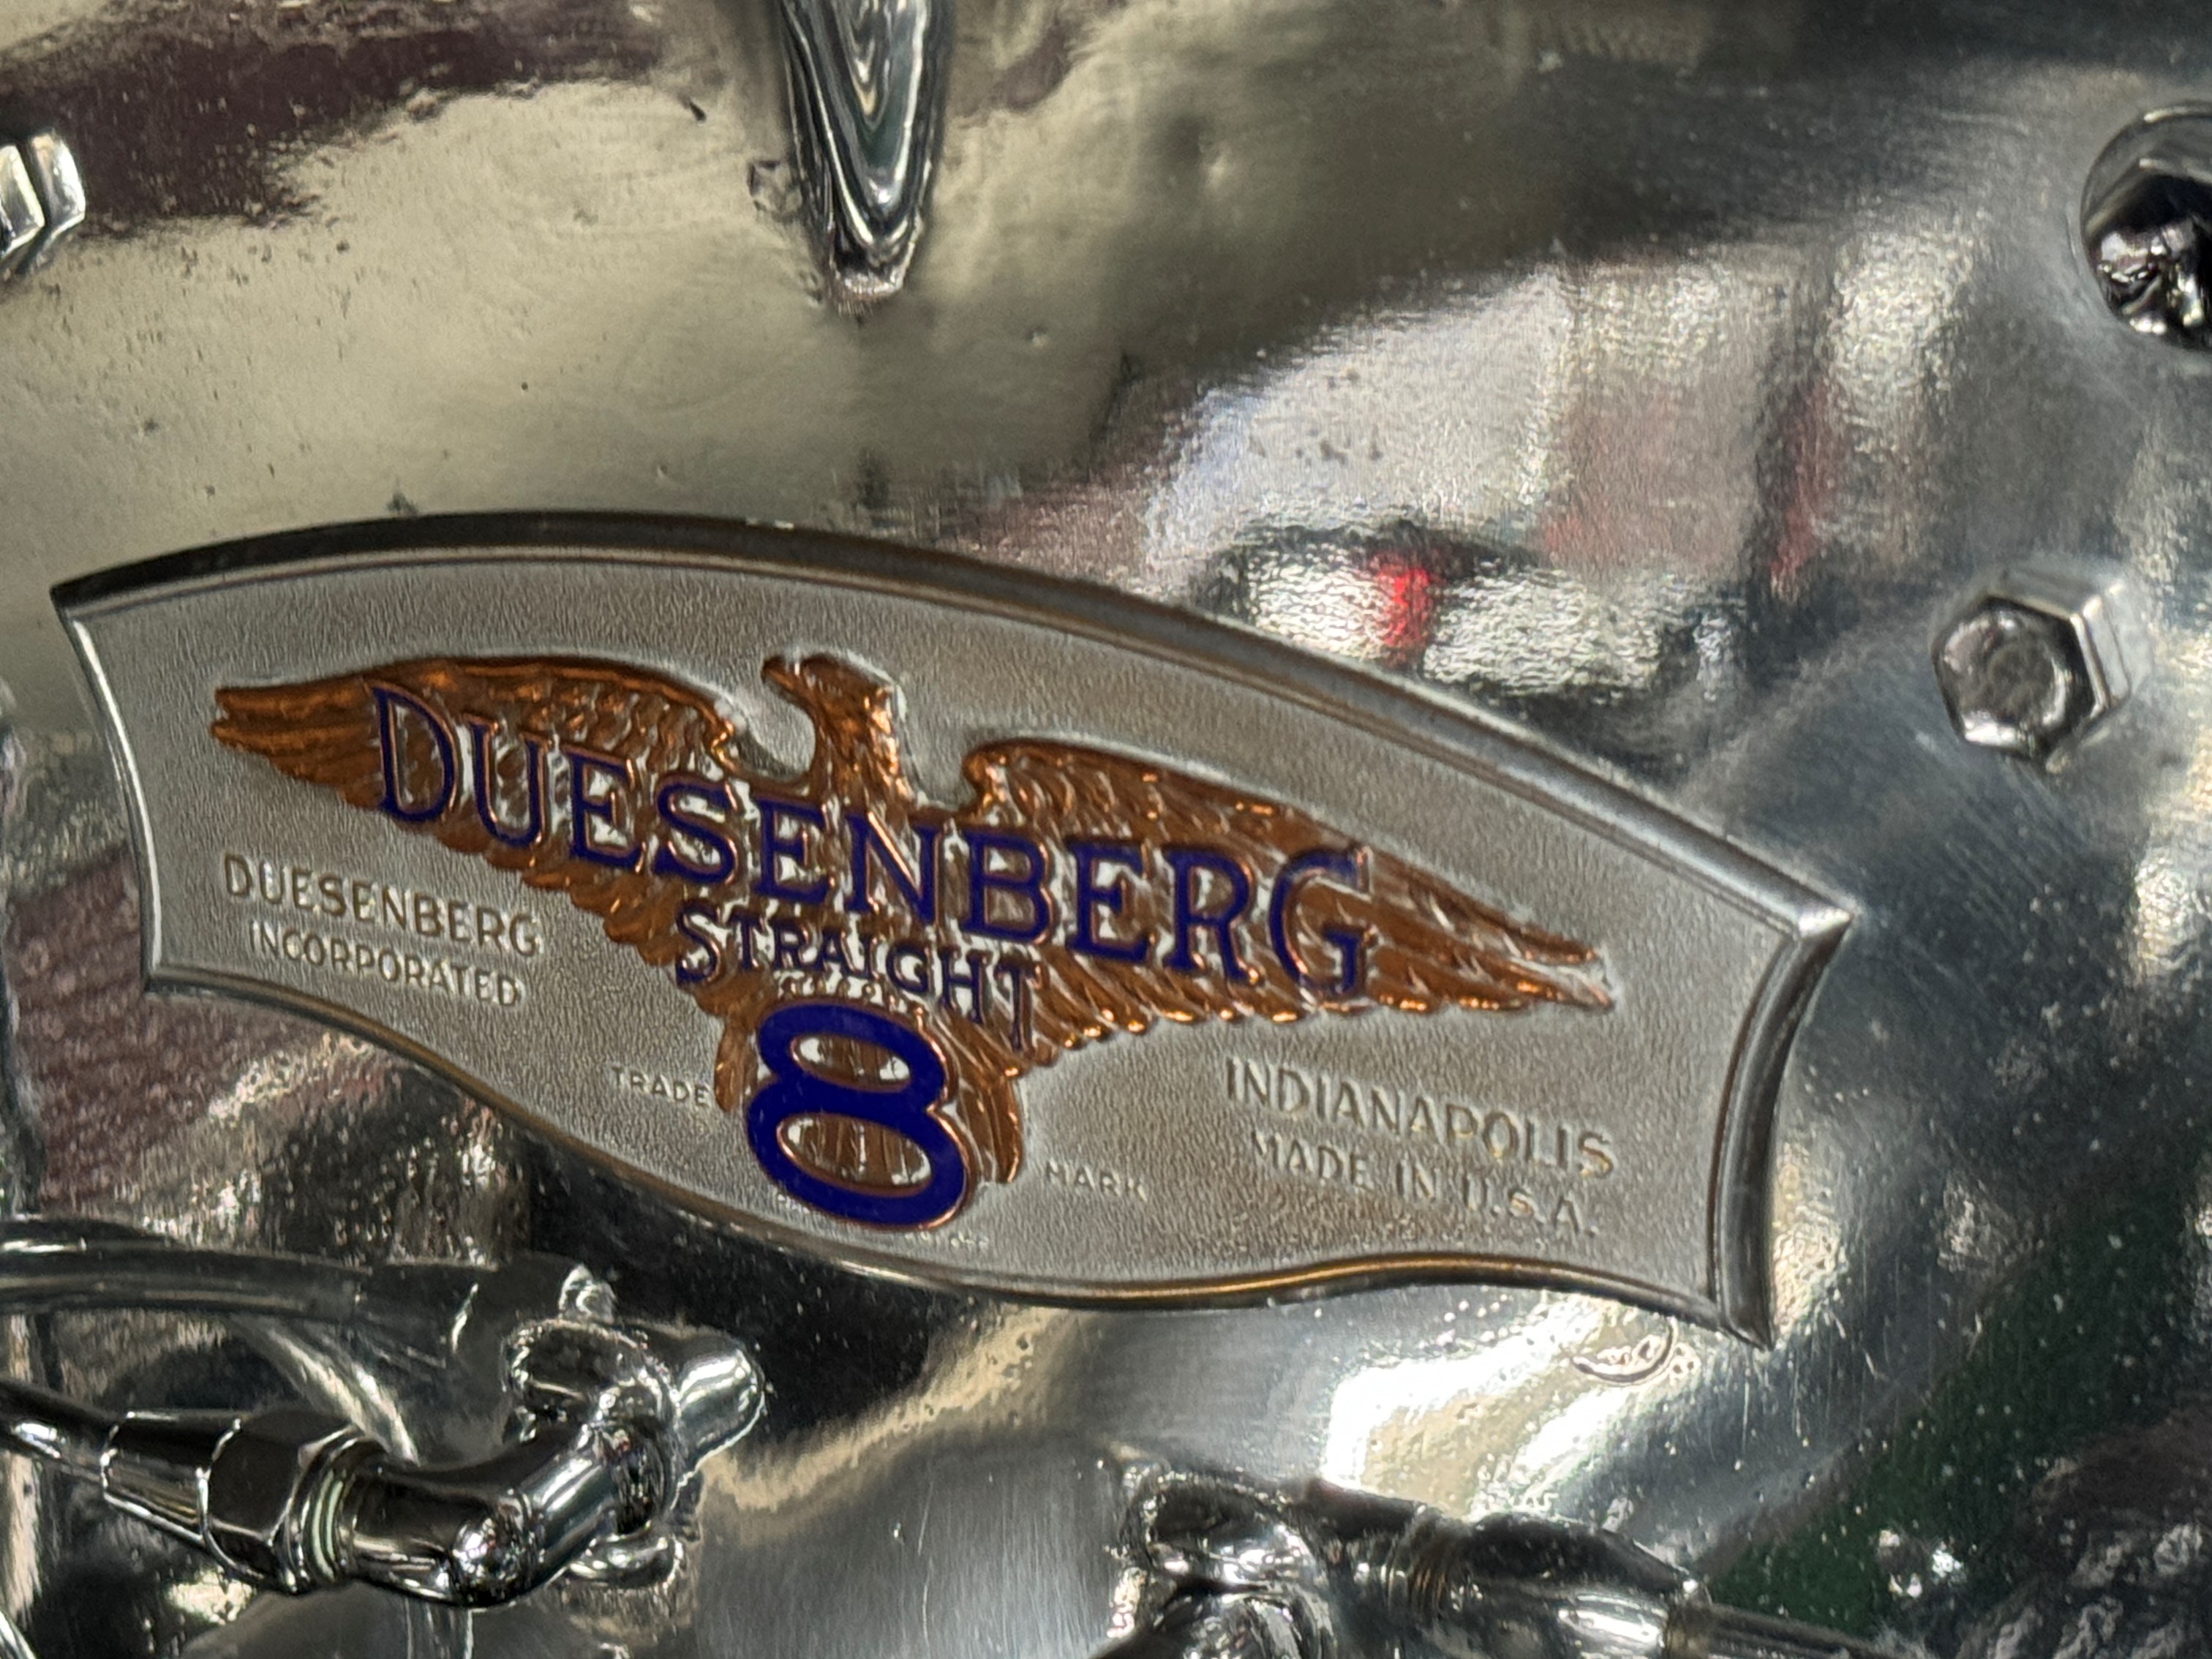 DUESENBERG
STRAIGHT
8
DUESENBERG
INCORPORATED
TRADE MARK
INDIANAPOLIS
MADE IN U.S.A.